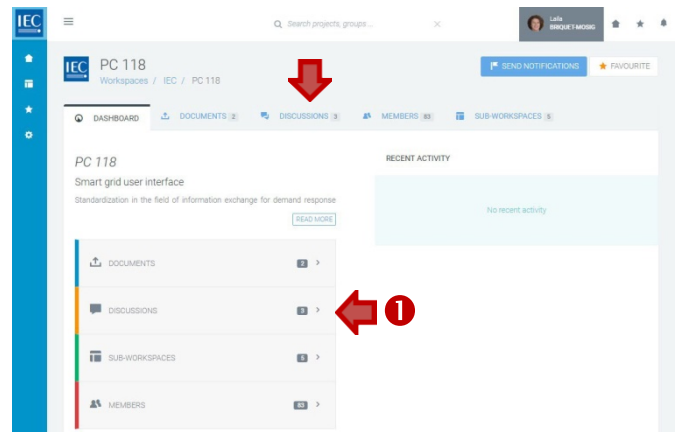 IEC
Search projects, groups ...
Laila
BRIQUET-MOSIG
IEC
PC 118
Workspaces / IEC / PC 118
SEND NOTIFICATIONS
FAVOURITE
DASHBOARD
DOCUMENTS 2
DISCUSSIONS 3
MEMBERS 83
SUB-WORKSPACES 5
PC 118
Smart grid user interface
Standardization in the field of information exchange for demand response
READ MORE
RECENT ACTIVITY
No recent activity
DOCUMENTS 2
DISCUSSIONS 3
1
SUB-WORKSPACES 5
MEMBERS 83